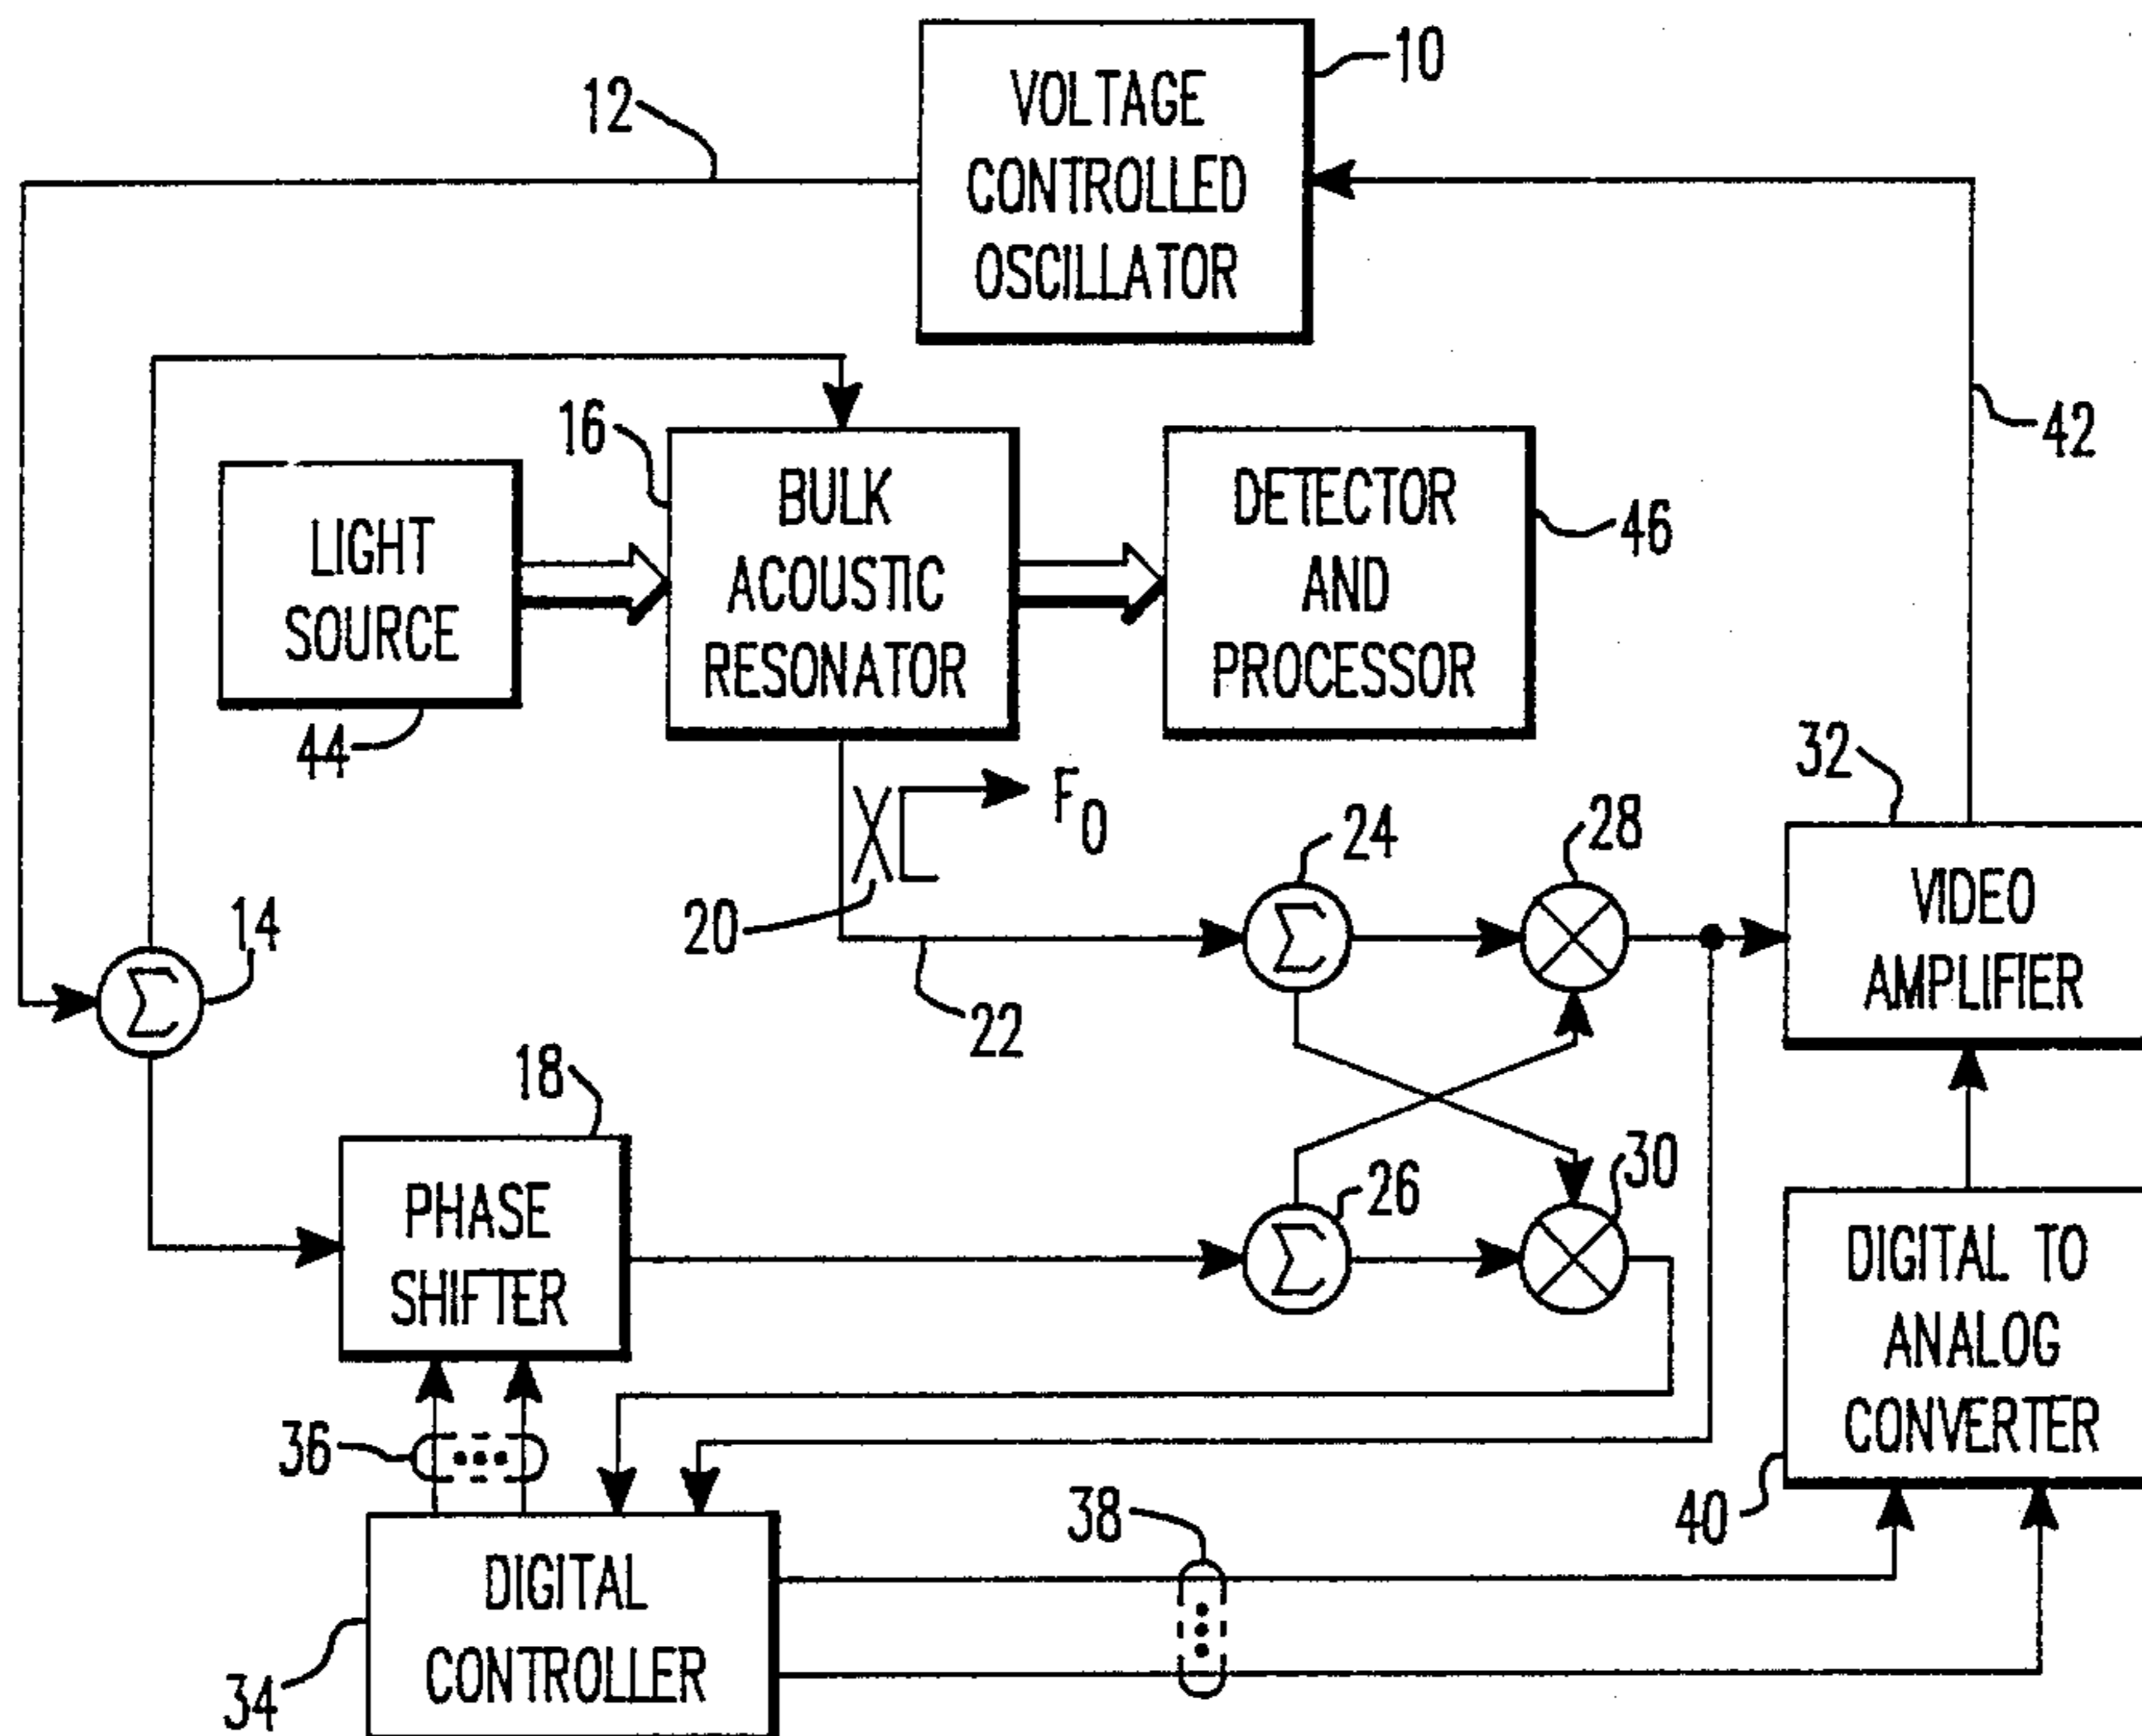 10
12
VOLTAGE
CONTROLLED
OSCILLATOR
42
16
BULK
ACOUSTIC
RESONATOR
DETECTOR
AND
PROCESSOR
46
LIGHT
SOURCE
44
32
F0
24
28
20
VIDEO
AMPLIFIER
14
Σ
Σ
22
18
30
26
PHASE
SHIFTER
Σ
DIGITAL TO
ANALOG
CONVERTER
36
38
40
DIGITAL
CONTROLLER
34